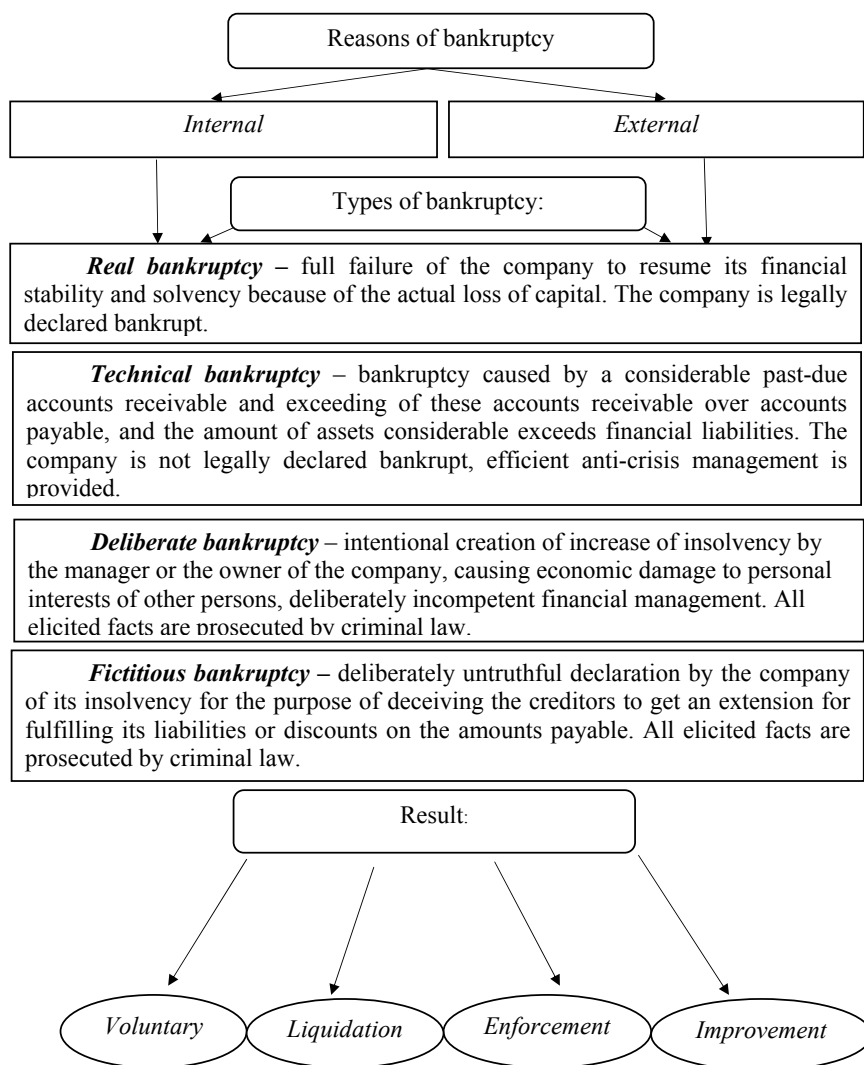 Reasons of bankruptcy
Internal
External
Types of bankruptcy:
Real bankruptcy – full failure of the company to resume its financial
stability and solvency because of the actual loss of capital. The company is legally
declared bankrupt.
Technical bankruptcy – bankruptcy caused by a considerable past-due
accounts receivable and exceeding of these accounts receivable over accounts
payable, and the amount of assets considerable exceeds financial liabilities. The
company is not legally declared bankrupt, efficient anti-crisis management is
provided.
Deliberate bankruptcy – intentional creation of increase of insolvency by
the manager or the owner of the company, causing economic damage to personal
interests of other persons, deliberately incompetent financial management. All
elicited facts are prosecuted by criminal law.
Fictitious bankruptcy – deliberately untruthful declaration by the company
of its insolvency for the purpose of deceiving the creditors to get an extension for
fulfilling its liabilities or discounts on the amounts payable. All elicited facts are
prosecuted by criminal law.
Result:
Voluntary
Liquidation
Enforcement
Improvement